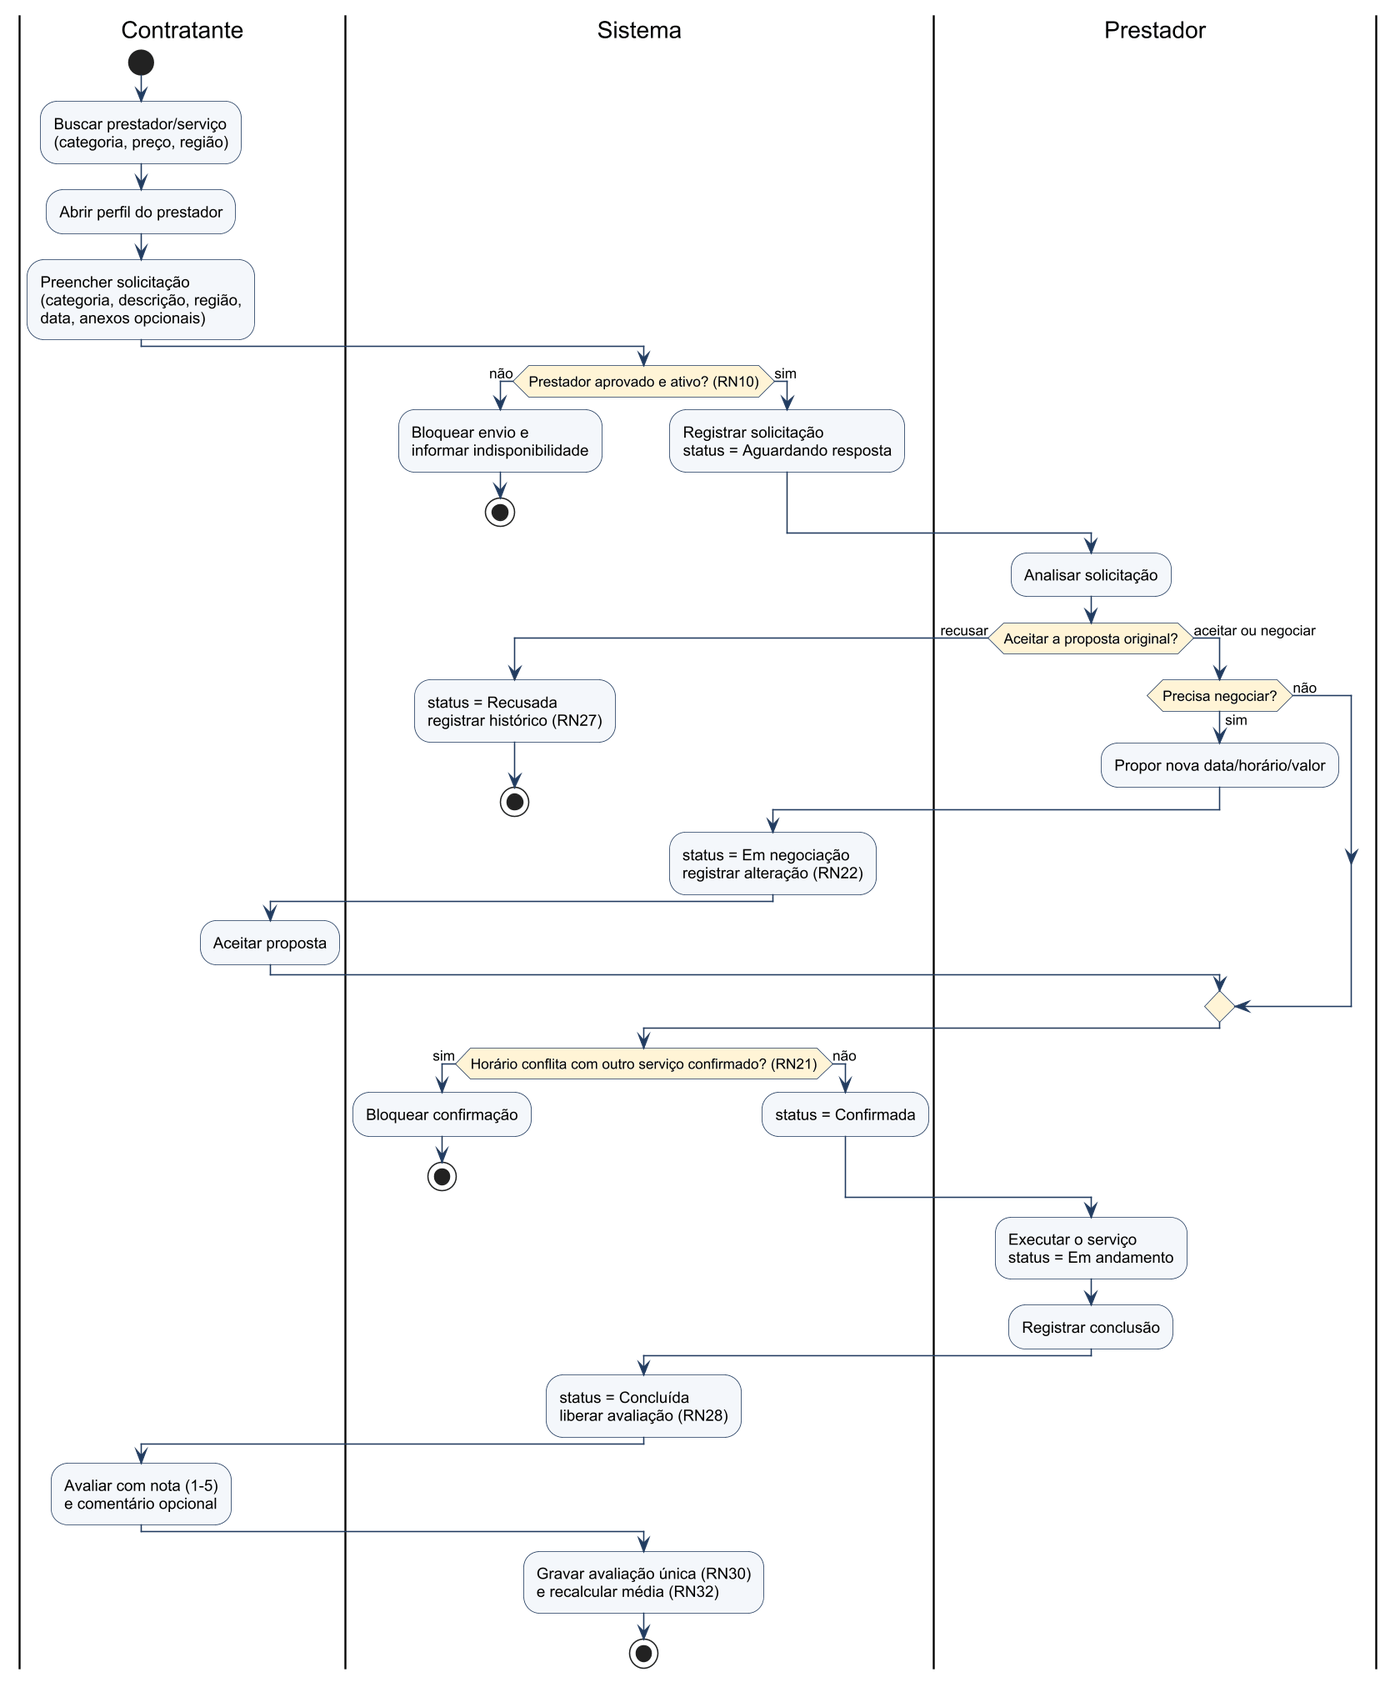 Contratante
Sistema
Prestador
Buscar prestador/serviço
(categoria, preço, região)
Abrir perfil do prestador
Preencher solicitação
(categoria, descrição, região,
data, anexos opcionais)
não
Prestador aprovado e ativo? (RN10)
sim
Bloquear envio e
informar indisponibilidade
Registrar solicitação
status = Aguardando resposta
Analisar solicitação
recusar
Aceitar a proposta original?
aceitar ou negociar
status = Recusada
registrar histórico (RN27)
Precisa negociar?
não
sim
Propor nova data/horário/valor
status = Em negociação
registrar alteração (RN22)
Aceitar proposta
sim
Horário conflita com outro serviço confirmado? (RN21)
não
Bloquear confirmação
status = Confirmada
Executar o serviço
status = Em andamento
Registrar conclusão
status = Concluída
liberar avaliação (RN28)
Avaliar com nota (1-5)
e comentário opcional
Gravar avaliação única (RN30)
e recalcular média (RN32)